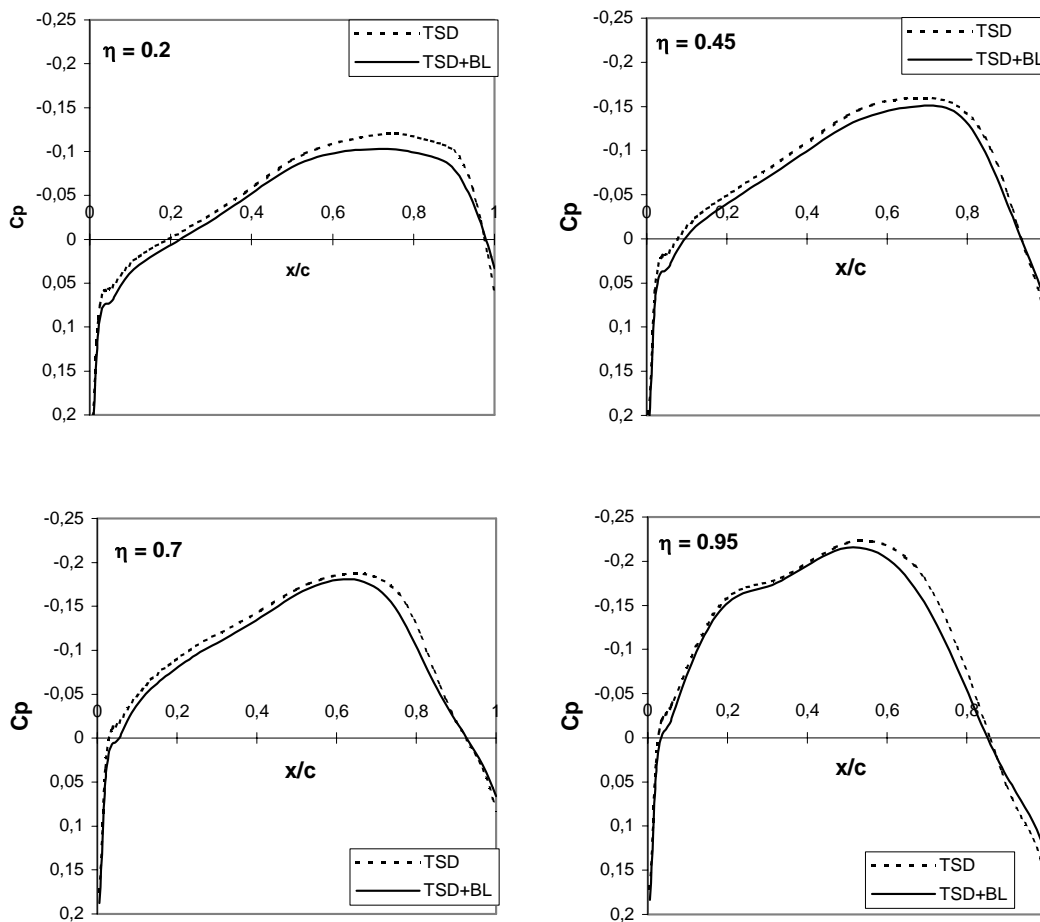 -0,25
-0,2
-0,15
-0,1
-0,05
0
0,05
0,1
0,15
0,2
Cp
η = 0.2
TSD
TSD+BL
0 0,2 0,4 0,6 0,8 1
x/c
-0,25
-0,2
-0,15
-0,1
-0,05
0
0,05
0,1
0,15
0,2
Cp
η = 0.45
TSD
TSD+BL
0 0,2 0,4 0,6 0,8
x/c
-0,25
-0,2
-0,15
-0,1
-0,05
0
0,05
0,1
0,15
0,2
Cp
η = 0.7
0 0,2 0,4 0,6 0,8 1
x/c
TSD
TSD+BL
-0,25
-0,2
-0,15
-0,1
-0,05
0
0,05
0,1
0,15
0,2
Cp
η = 0.95
0 0,2 0,4 0,6 0,8
x/c
TSD
TSD+BL